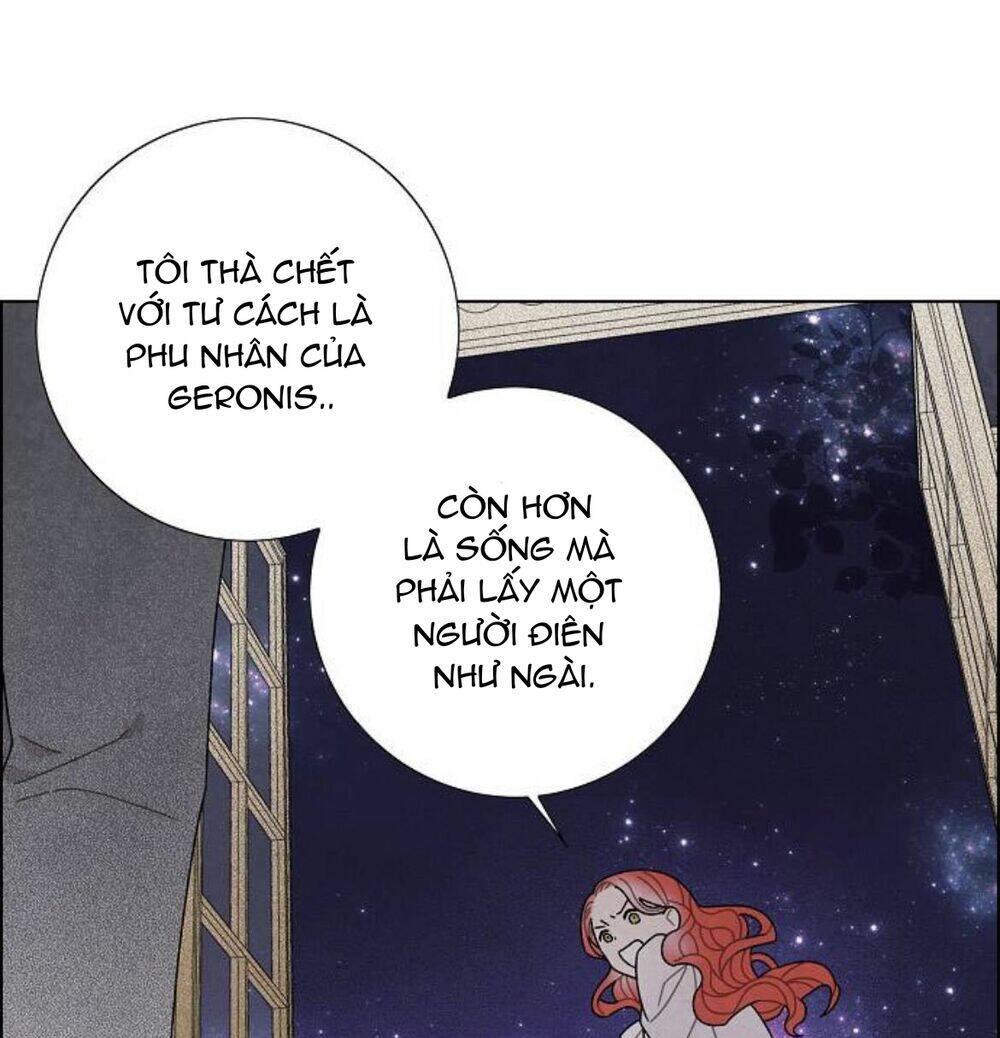 TÔI THÀ CHẾT
VỚI TƯ CÁCH LÀ
PHU NHÂN CỦA
GERONIS..
CÒN HƠN
LÀ SỐNG MÀ
PHẢI LẤY MỘT
NGƯỜI ĐIÊN
NHƯ NGÀI.